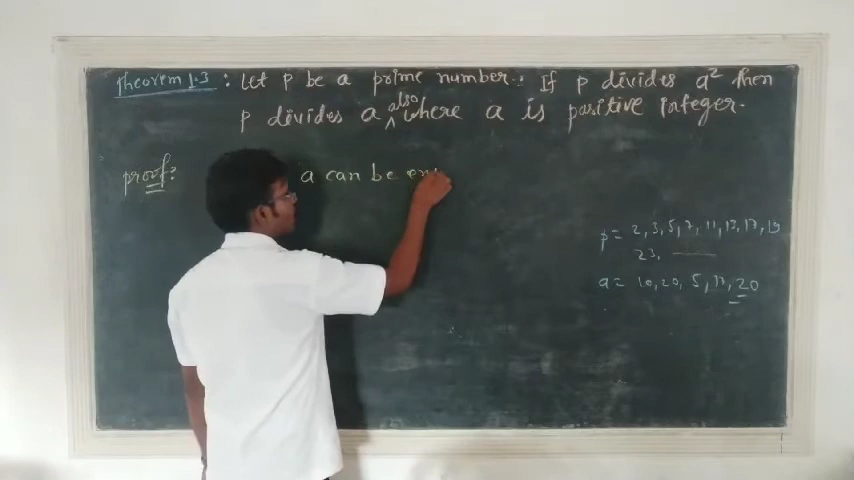 Theorem 1.3 : Let p be a prime number. If p divides a² then
p divides a also where a is positive integer.
proof: a can be
p = 2, 3, 5, 7, 11, 13, 17, 19
23,
a = 10, 20, 5, 11, 20